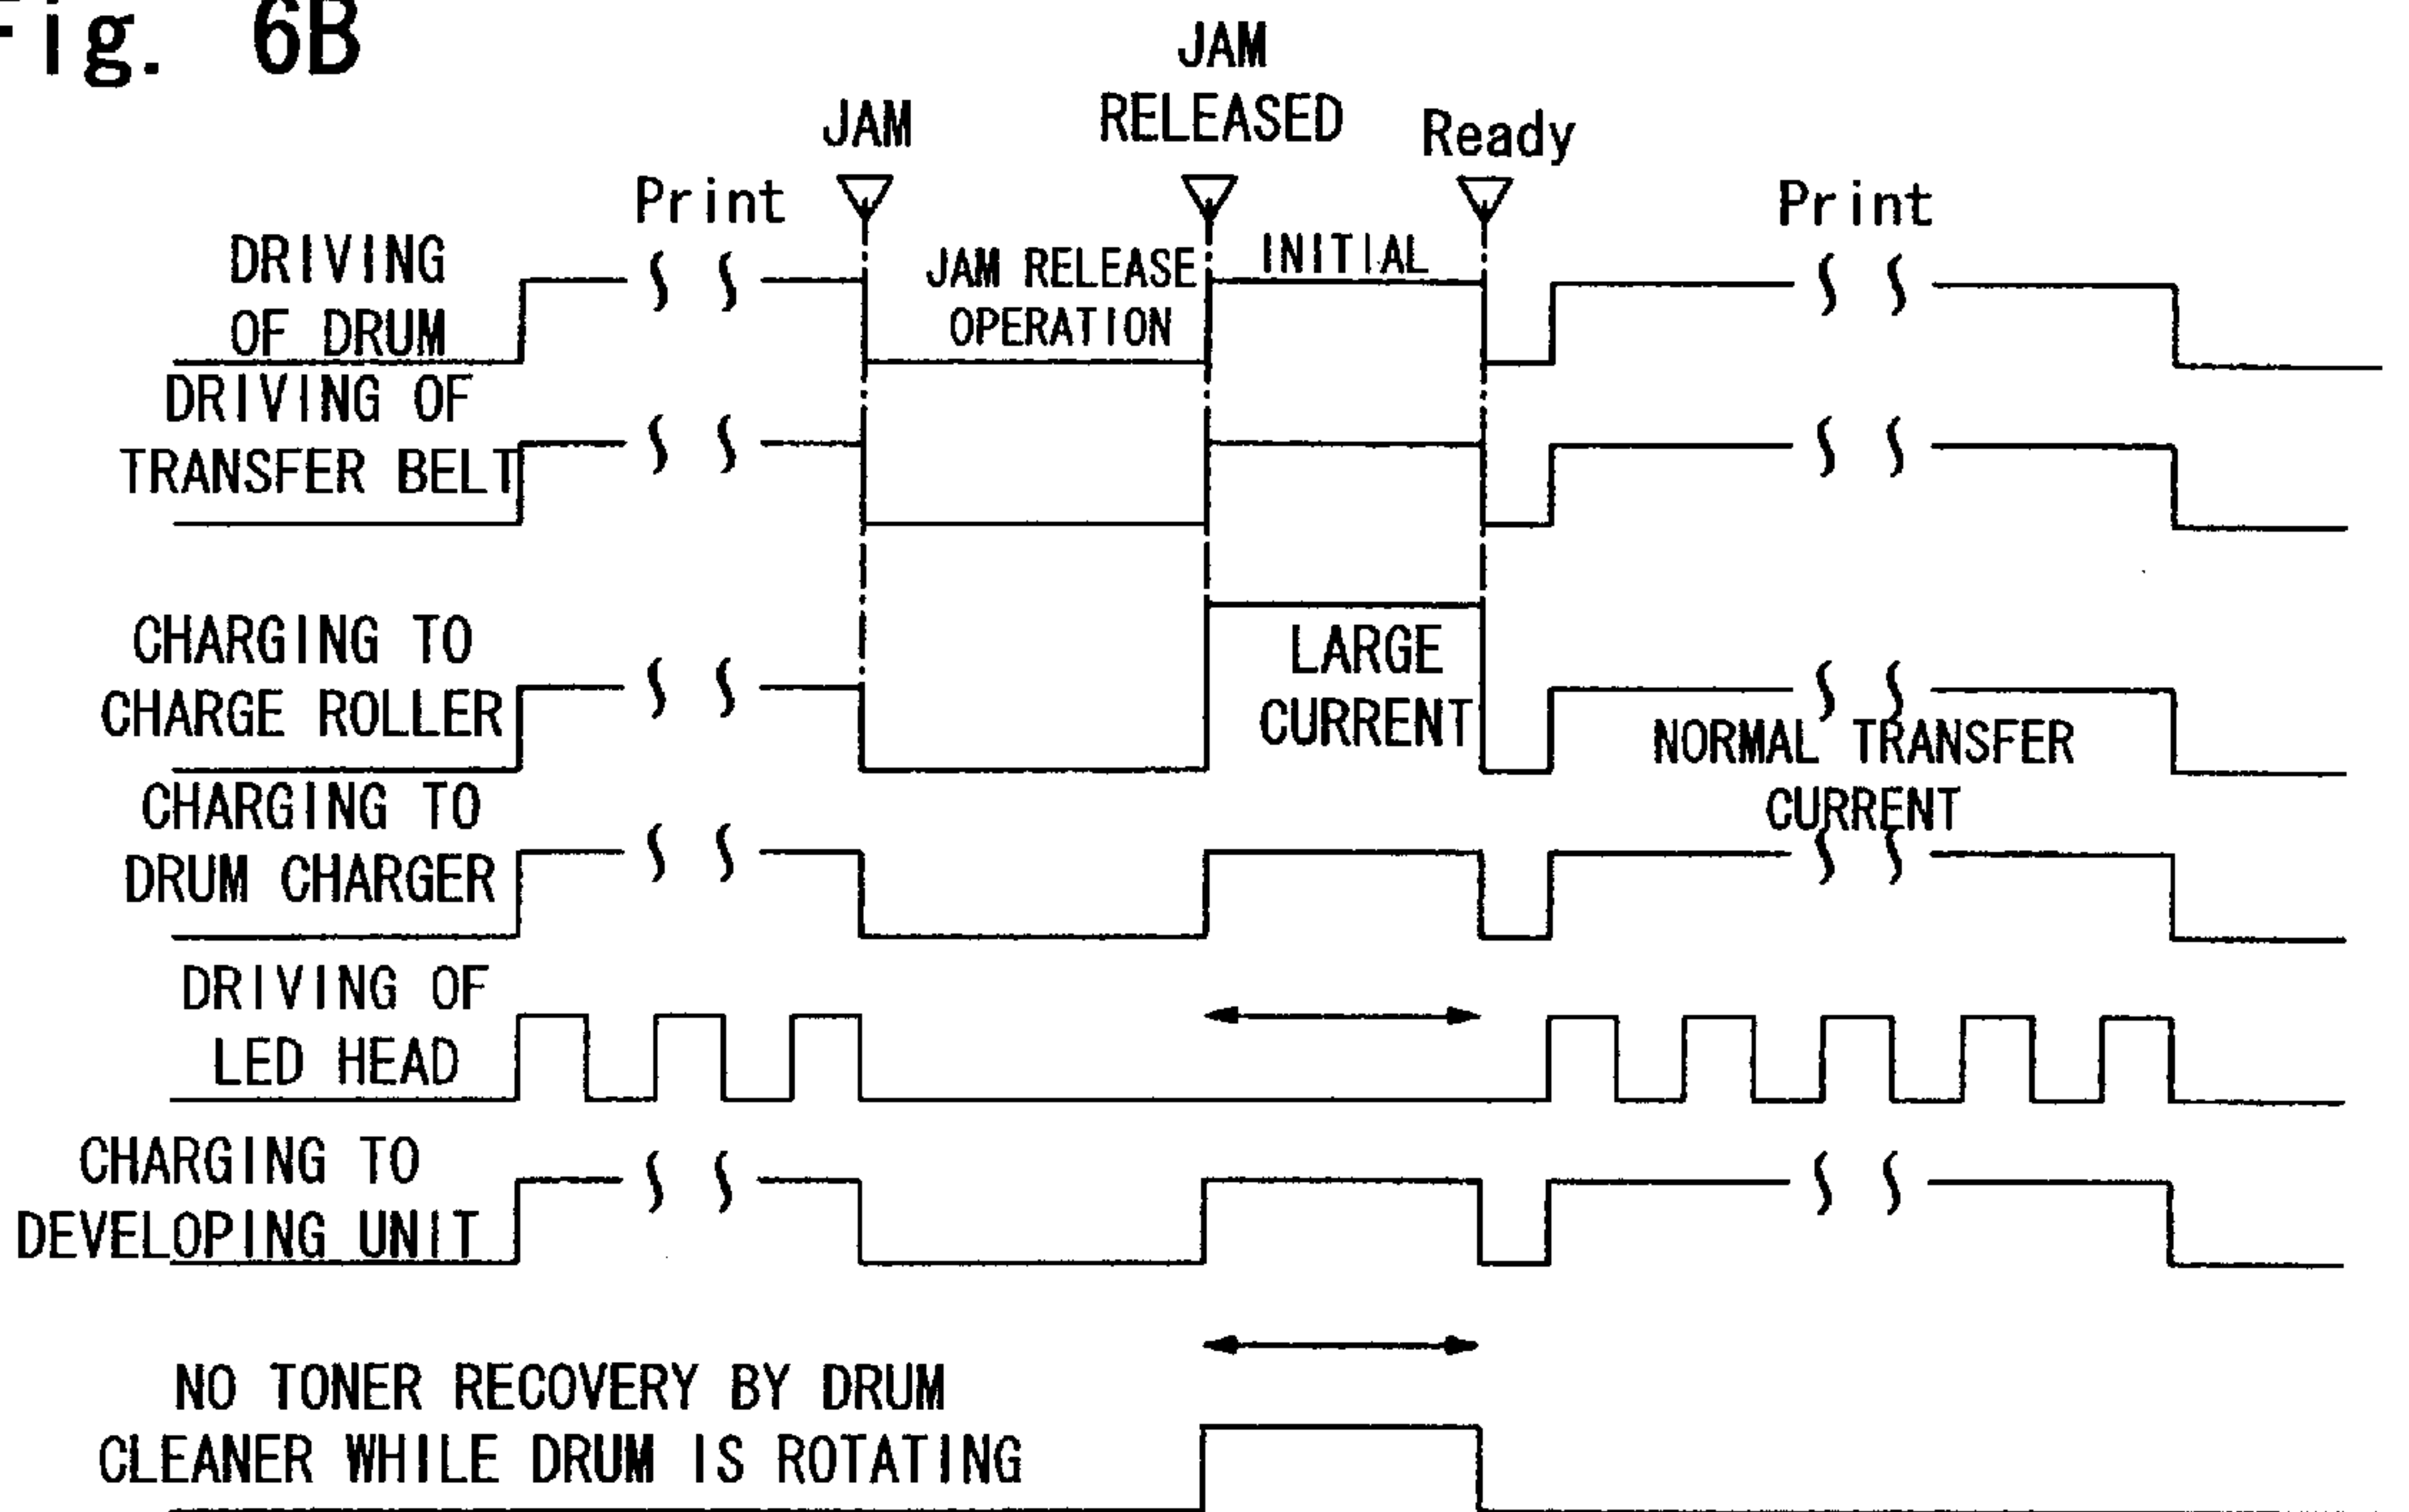 Fig. 6B
JAM
JAM
RELEASED
Ready
Print
Print
DRIVING
OF DRUM
JAM RELEASE
OPERATION
INITIAL
DRIVING OF
TRANSFER BELT
CHARGING TO
CHARGE ROLLER
LARGE
CURRENT
NORMAL TRANSFER
CURRENT
CHARGING TO
DRUM CHARGER
DRIVING OF
LED HEAD
CHARGING TO
DEVELOPING UNIT
NO TONER RECOVERY BY DRUM
CLEANER WHILE DRUM IS ROTATING